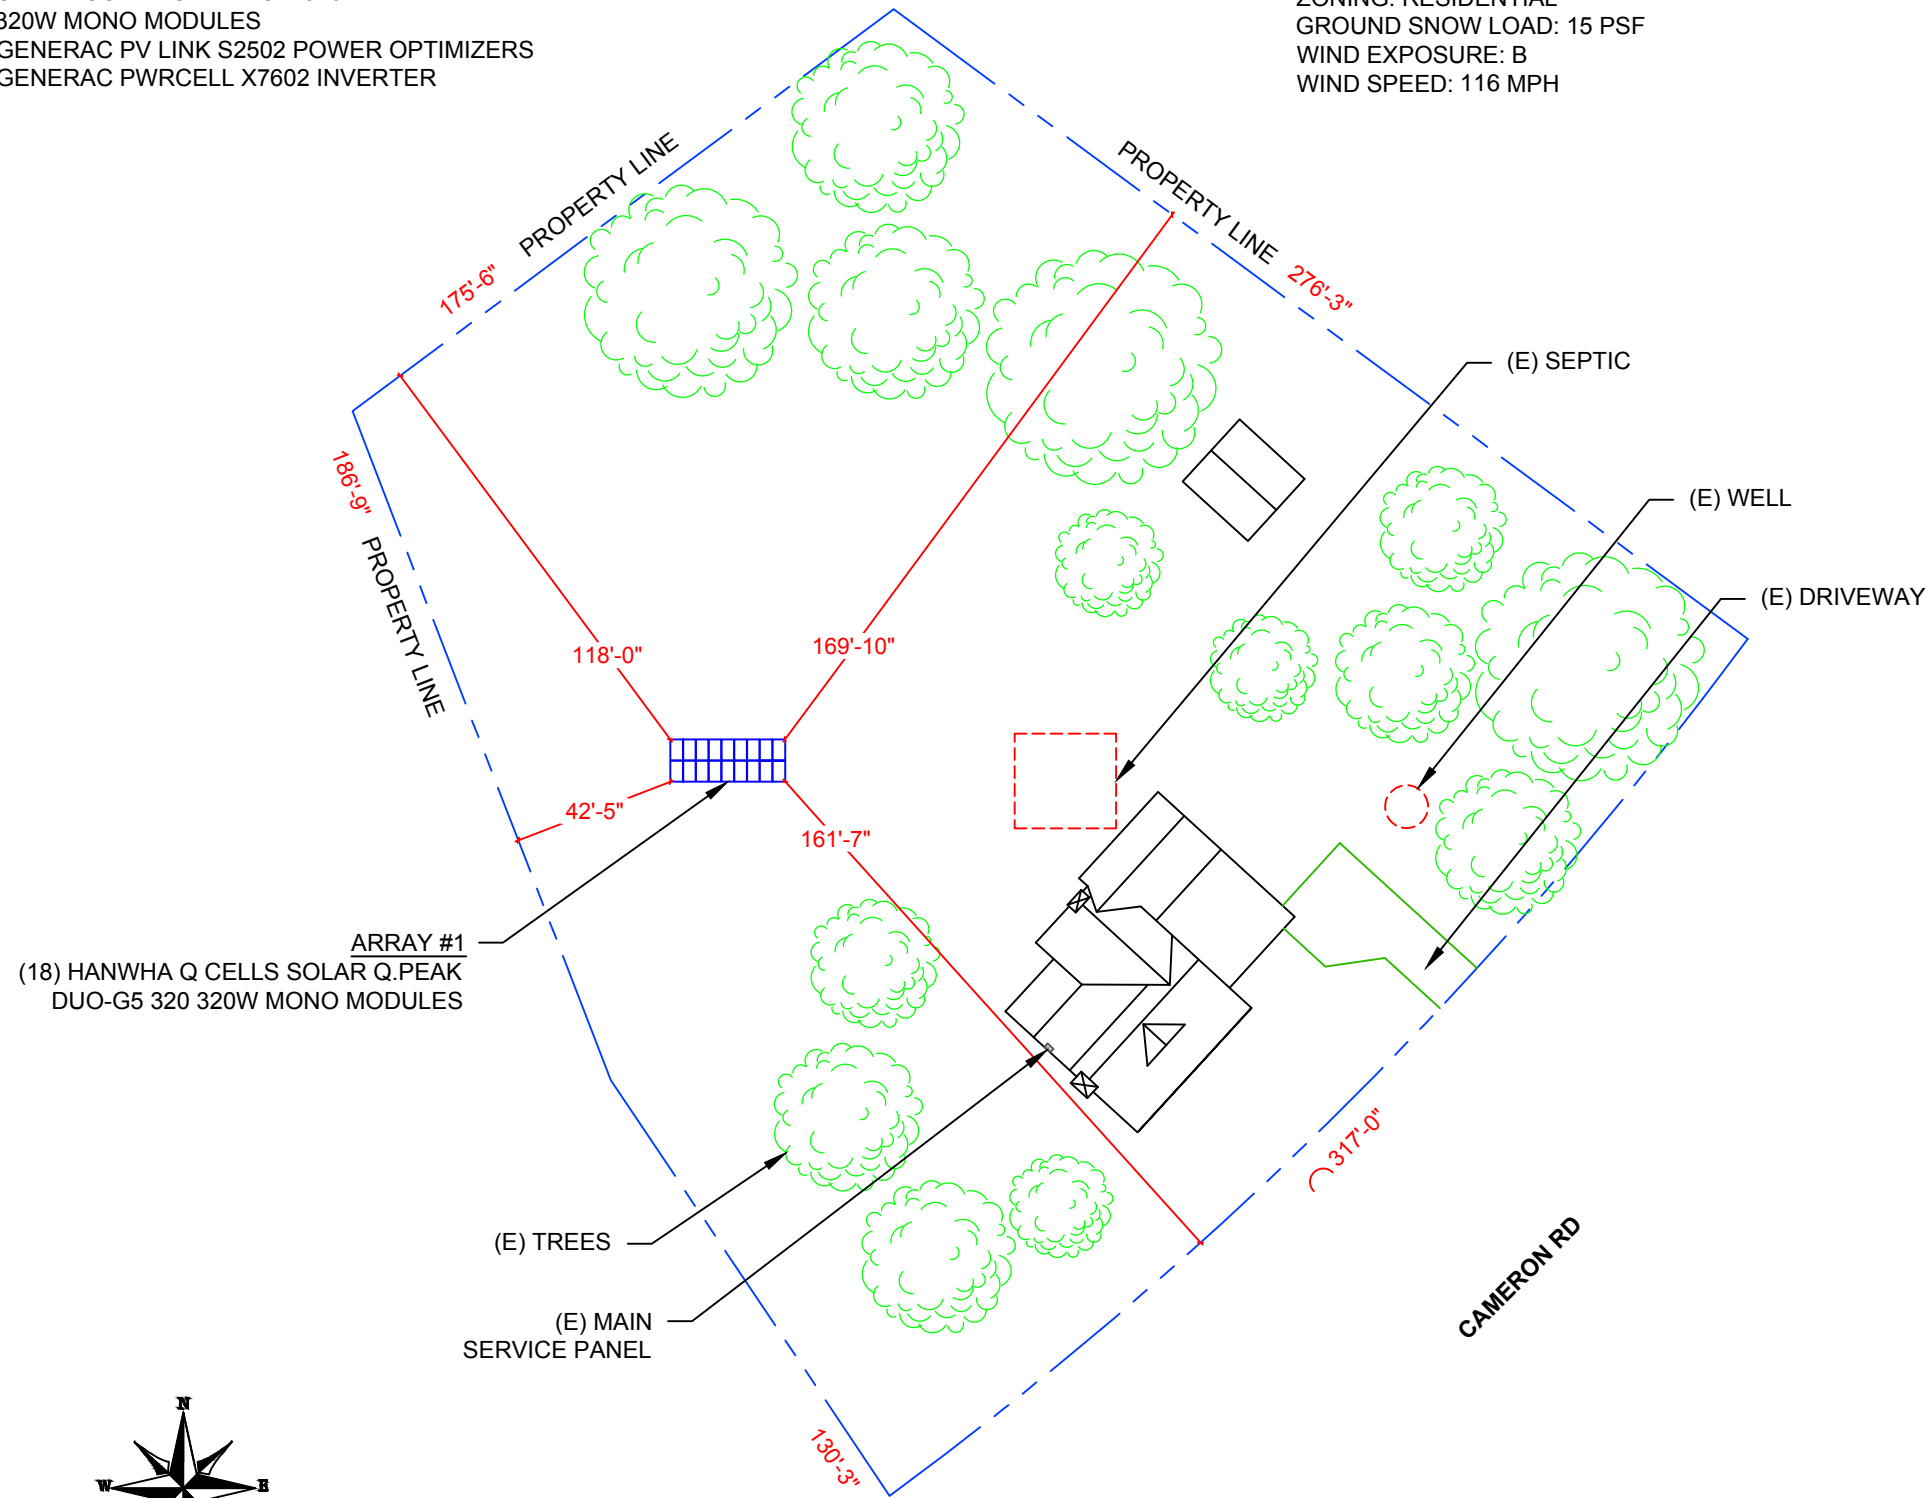 320W MONO MODULES
GENERAC PV LINK S2502 POWER OPTIMIZERS
GENERAC PWRCELL X7602 INVERTER
ZONING: RESIDENTIAL
GROUND SNOW LOAD: 15 PSF
WIND EXPOSURE: B
WIND SPEED: 116 MPH
PROPERTY LINE
175'-6"
PROPERTY LINE
276'-3"
(E) SEPTIC
186'-9"
PROPERTY LINE
(E) WELL
(E) DRIVEWAY
118'-0"
169'-10"
42'-5"
161'-7"
ARRAY #1
(18) HANWHA Q CELLS SOLAR Q.PEAK
DUO-G5 320 320W MONO MODULES
317'-0"
(E) TREES
CAMERON RD
(E) MAIN
SERVICE PANEL
130'-3"
N
W
E